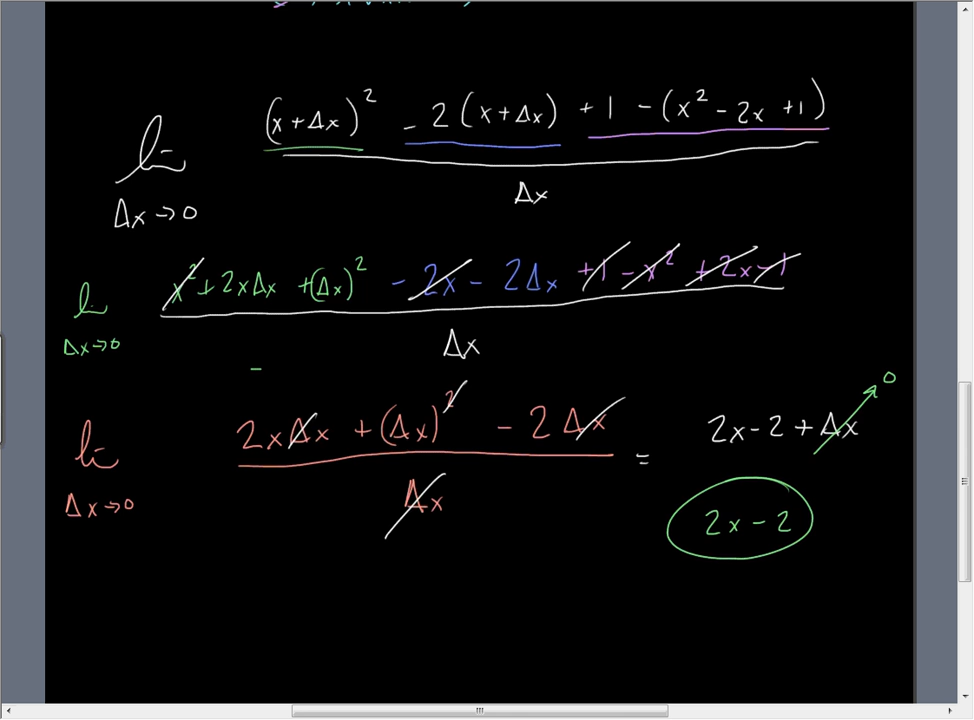 (x + Δx)² - 2(x + Δx) + 1 - (x² - 2x + 1)
lim
Δx
Δx → 0
x² + 2xΔx + (Δx)² - 2x - 2Δx + 1 - x² + 2x - 1
lim
Δx → 0
Δx
-
0
2xΔx + (Δx)² - 2Δx
= 2x - 2 + Δx
lim
Δx → 0
Δx
2x - 2